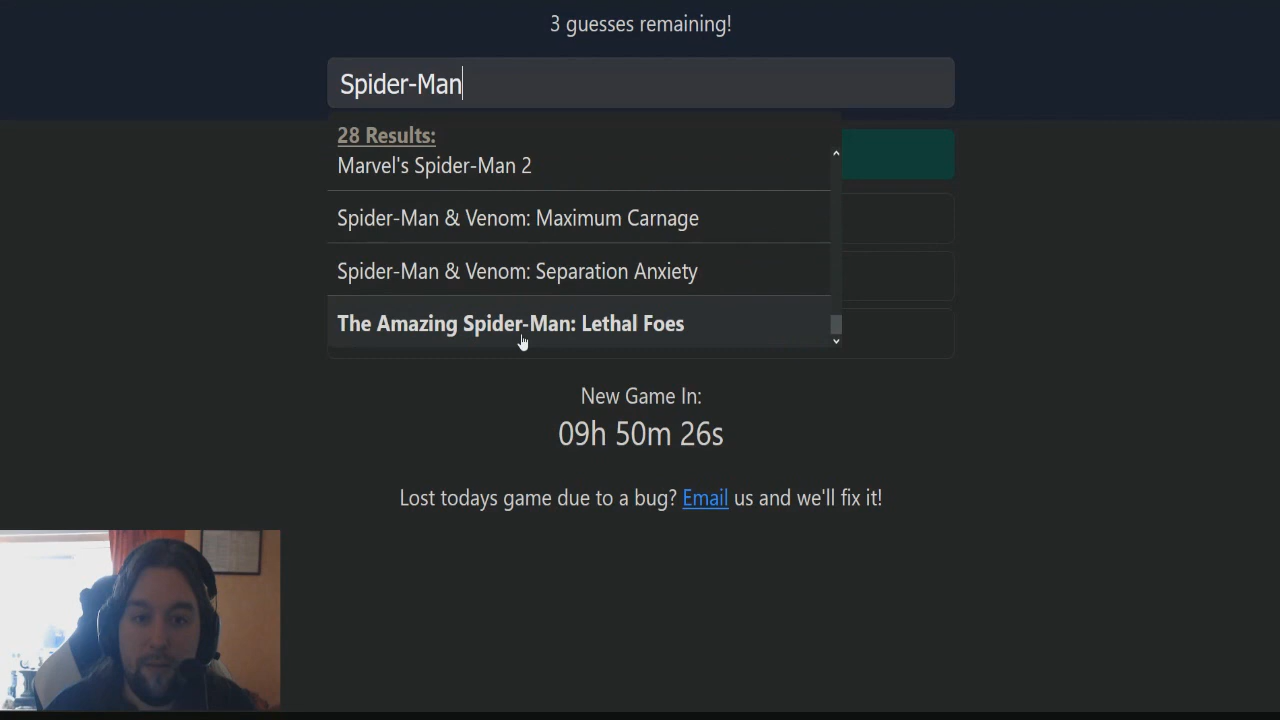 3 guesses remaining!
Spider-Man
28 Results:
Marvel's Spider-Man 2
Spider-Man & Venom: Maximum Carnage
Spider-Man & Venom: Separation Anxiety
The Amazing Spider-Man: Lethal Foes
New Game In:
09h 50m 26s
Lost todays game due to a bug? Email us and we'll fix it!